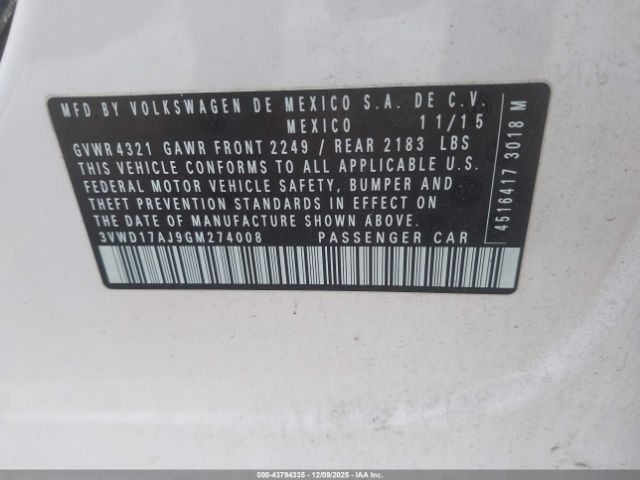 MFD BY VOLKSWAGEN DE MEXICO S.A. DE C.V.
MEXICO 11/15
GVWR 4321 GAWR FRONT 2249 / REAR 2183 LBS
THIS VEHICLE CONFORMS TO ALL APPLICABLE U.S.
FEDERAL MOTOR VEHICLE SAFETY, BUMPER AND
THEFT PREVENTION STANDARDS IN EFFECT ON
THE DATE OF MANUFACTURE SHOWN ABOVE.
3VWD17AJ9GM274008 PASSENGER CAR
4516417 3018 M
000-43794335 - 12/09/2025 - IAAI.COM